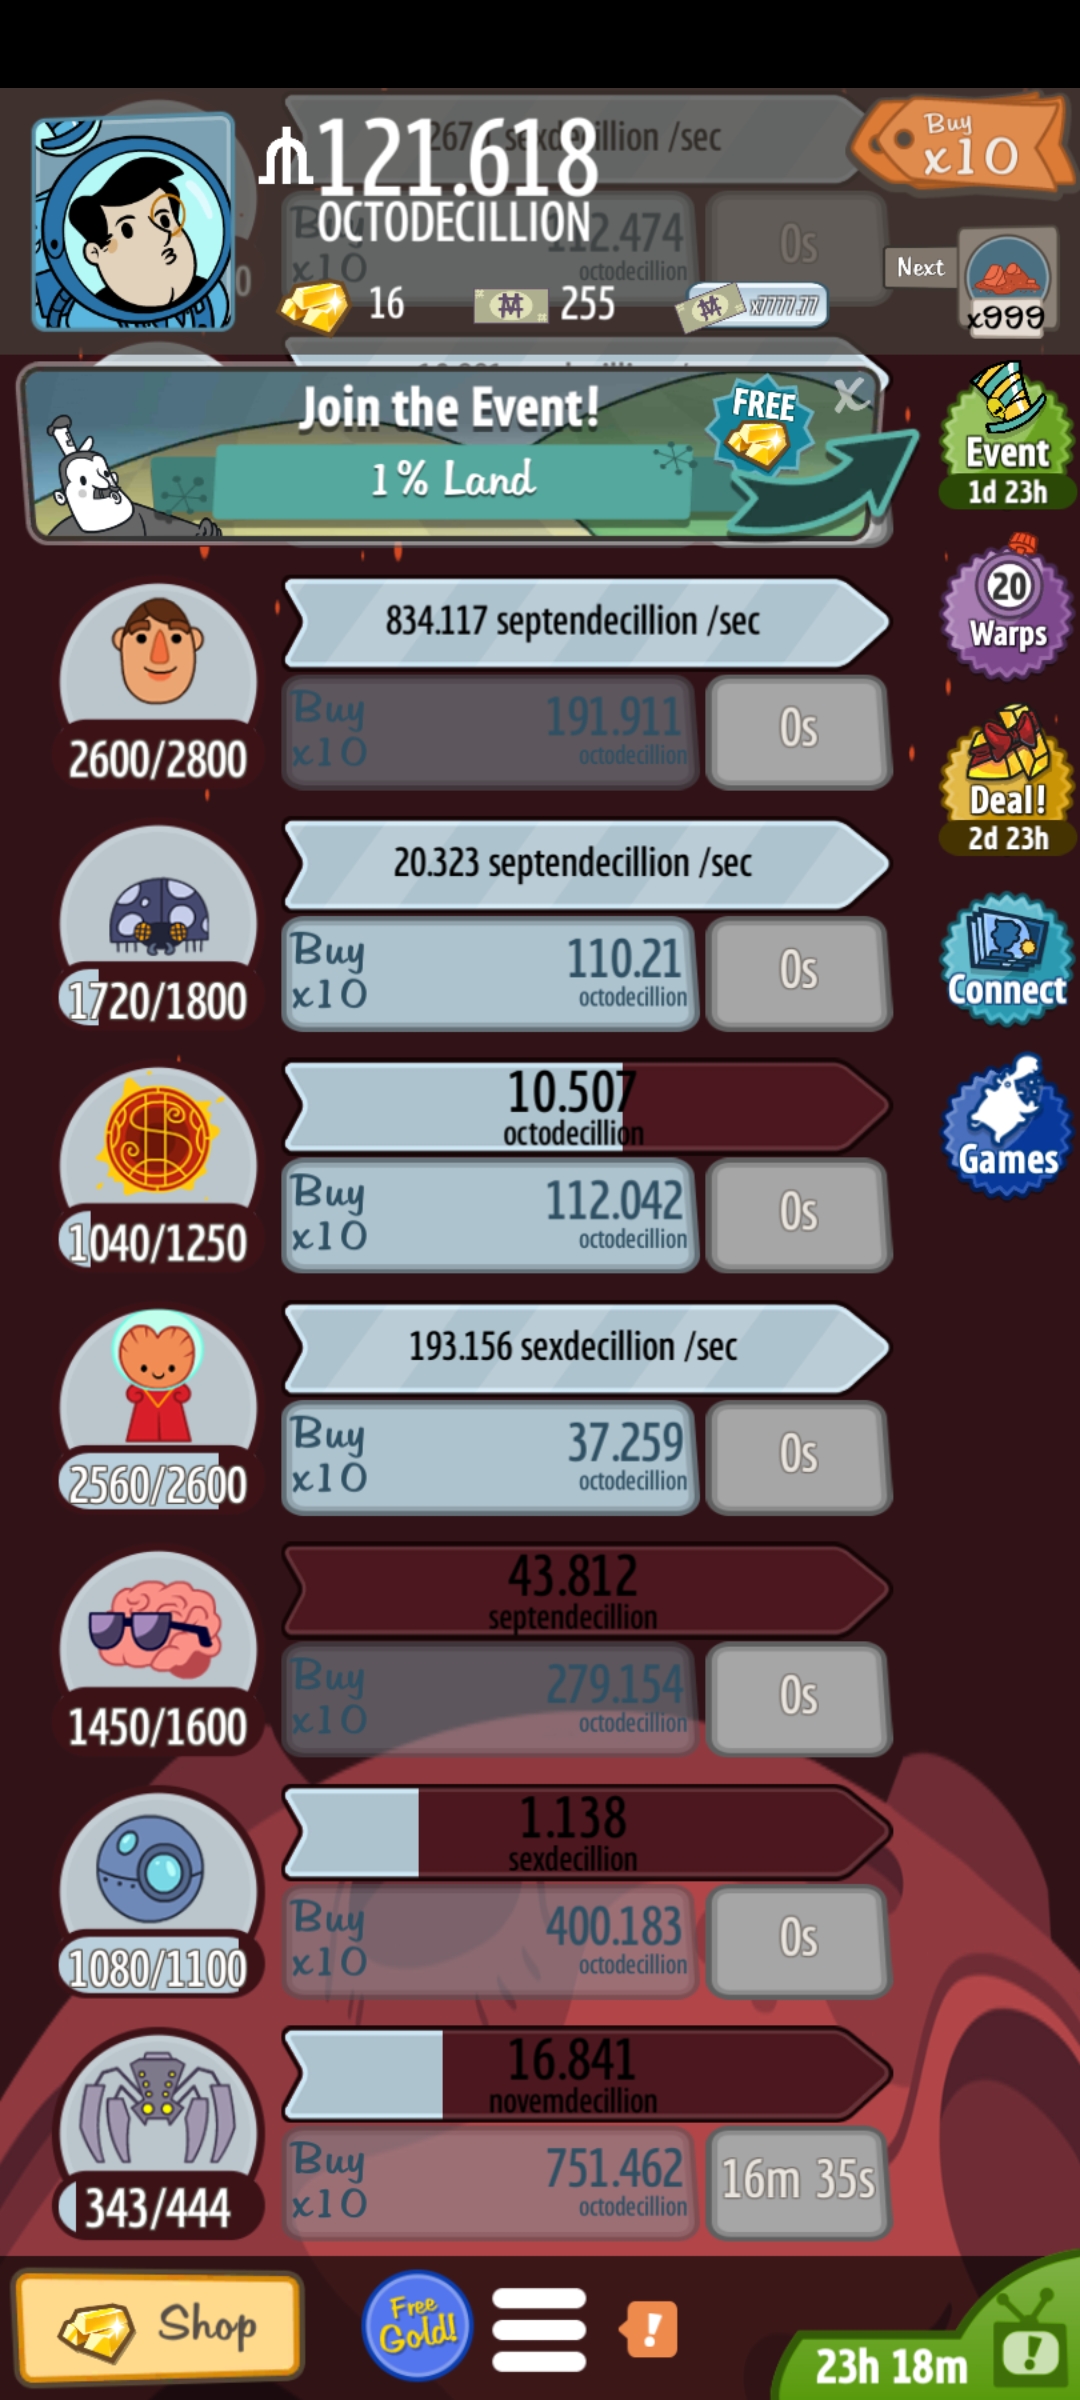 267. sexdecillion /sec
₼121.618
OCTODECILLION
Buy
x10
Buy
x10
12.474
octodecillion
0s
Next
16
255
x7777.77
x999
Join the Event!
FREE
X
1% Land
Event
1d 23h
834.117 septendecillion /sec
20
Warps
Buy
x10
191.911
octodecillion
0s
2600/2800
Deal!
2d 23h
20.323 septendecillion /sec
Buy
x10
110.21
octodecillion
0s
1720/1800
Connect
10.507
octodecillion
Games
Buy
x10
112.042
octodecillion
0s
1040/1250
193.156 sexdecillion /sec
Buy
x10
37.259
octodecillion
0s
2560/2600
43.812
septendecillion
Buy
x10
279.154
octodecillion
0s
1450/1600
1.138
sexdecillion
Buy
x10
400.183
octodecillion
0s
1080/1100
16.841
novemdecillion
Buy
x10
751.462
octodecillion
16m 35s
343/444
Shop
Free
Gold!
!
!
23h 18m